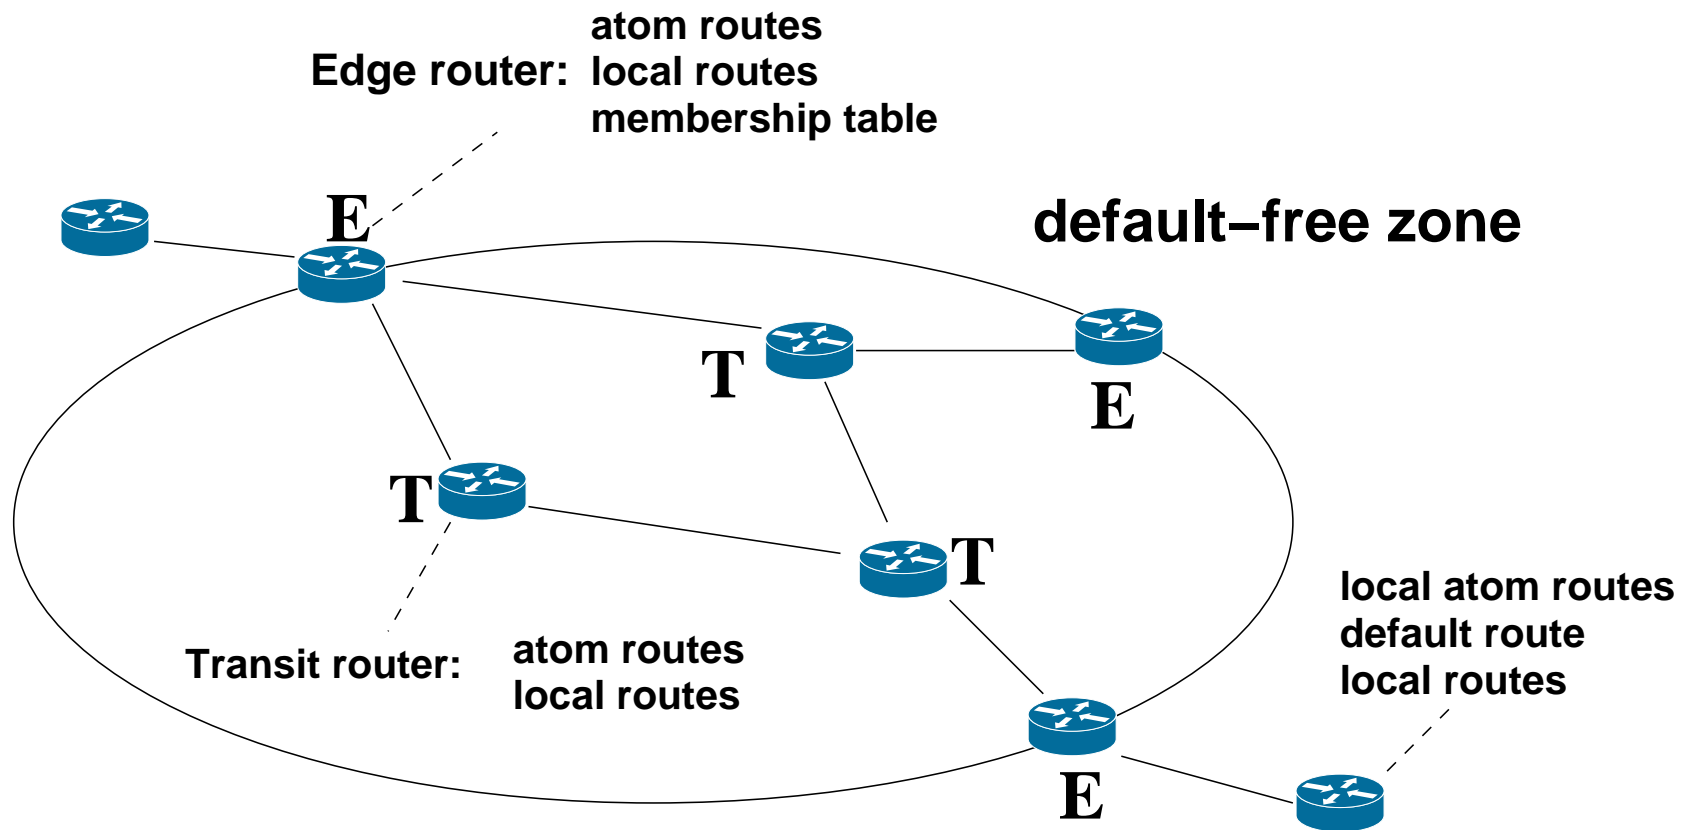 atom routes
Edge router: local routes
membership table
E
default–free zone
T
E
T
T
local atom routes
default route
local routes
Transit router:
atom routes
local routes
E